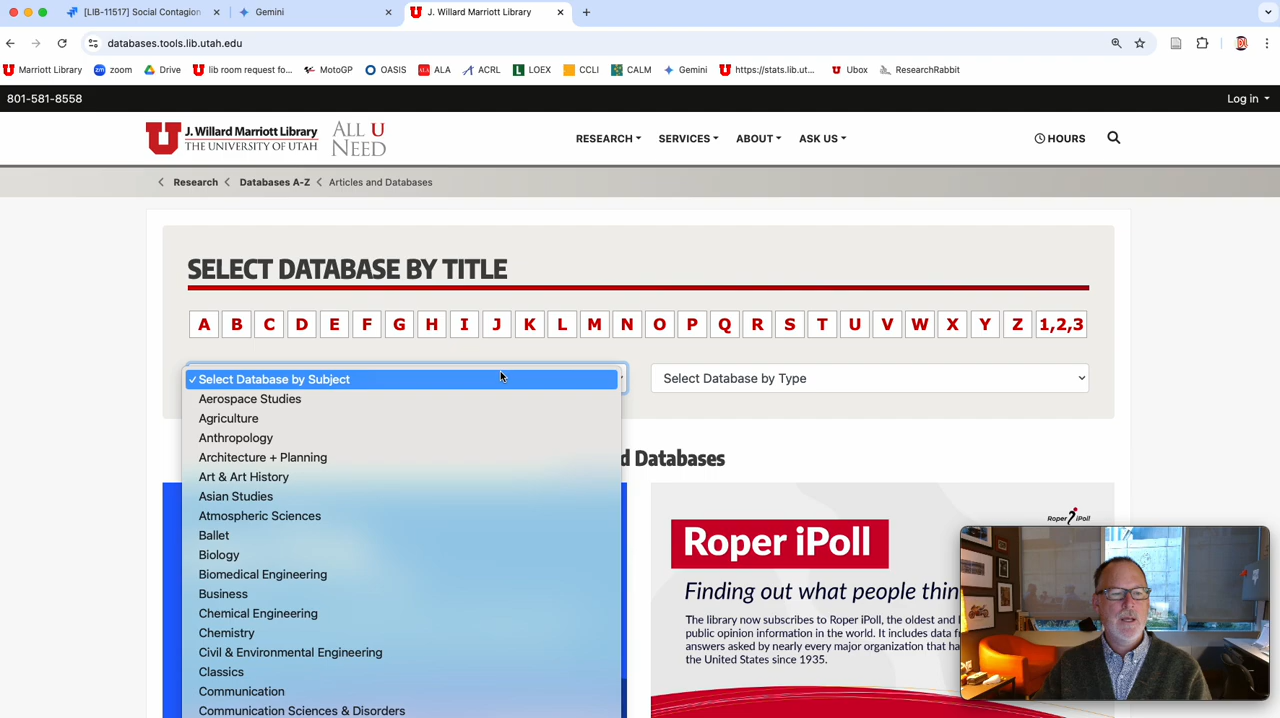 [LIB-11517] Social Contagion
Gemini
J. Willard Marriott Library
databases.tools.lib.utah.edu
Marriott Library
zoom
Drive
lib room request fo...
MotoGP
OASIS
ALA
ACRL
LOEX
CCLI
CALM
Gemini
https://stats.lib.ut...
Ubox
ResearchRabbit
801-581-8558
Log in
J. Willard Marriott Library
THE UNIVERSITY OF UTAH
ALL U
NEED
RESEARCH
SERVICES
ABOUT
ASK US
HOURS
Research
Databases A-Z
Articles and Databases
SELECT DATABASE BY TITLE
A B C D E F G H I J K L M N O P Q R S T U V W X Y Z 1,2,3
Select Database by Subject
Select Database by Type
Aerospace Studies
Agriculture
Anthropology
Architecture + Planning
Art & Art History
Asian Studies
Atmospheric Sciences
Ballet
Biology
Biomedical Engineering
Business
Chemical Engineering
Chemistry
Civil & Environmental Engineering
Classics
Communication
Communication Sciences & Disorders
d Databases
Roper iPoll
Roper iPoll
Finding out what people thin
The library now subscribes to Roper iPoll, the oldest and
public opinion information in the world. It includes data
answers asked by nearly every major organization that
the United States since 1935.